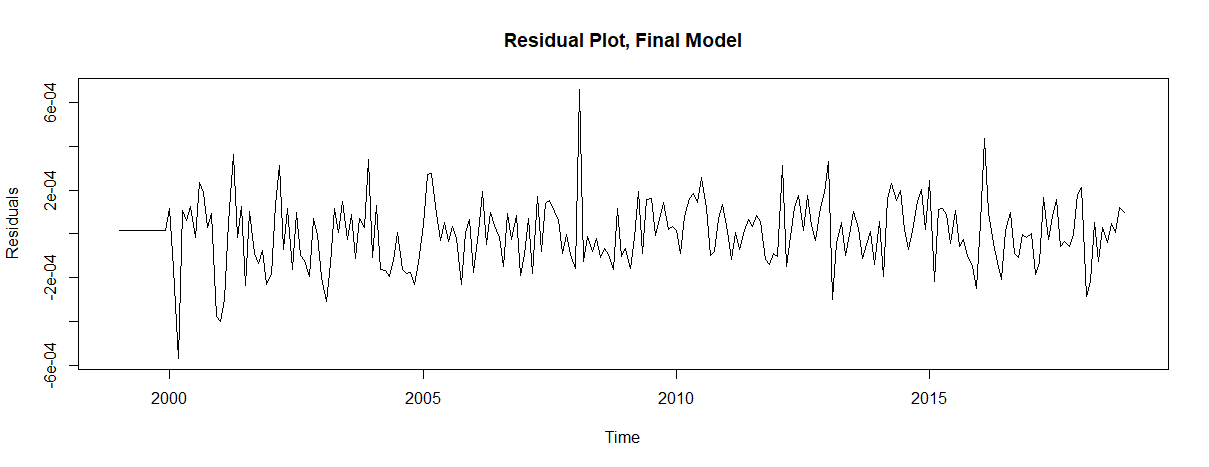 Residual Plot, Final Model
Residuals
6e-04
2e-04
-2e-04
-6e-04
2000 2005 2010 2015
Time